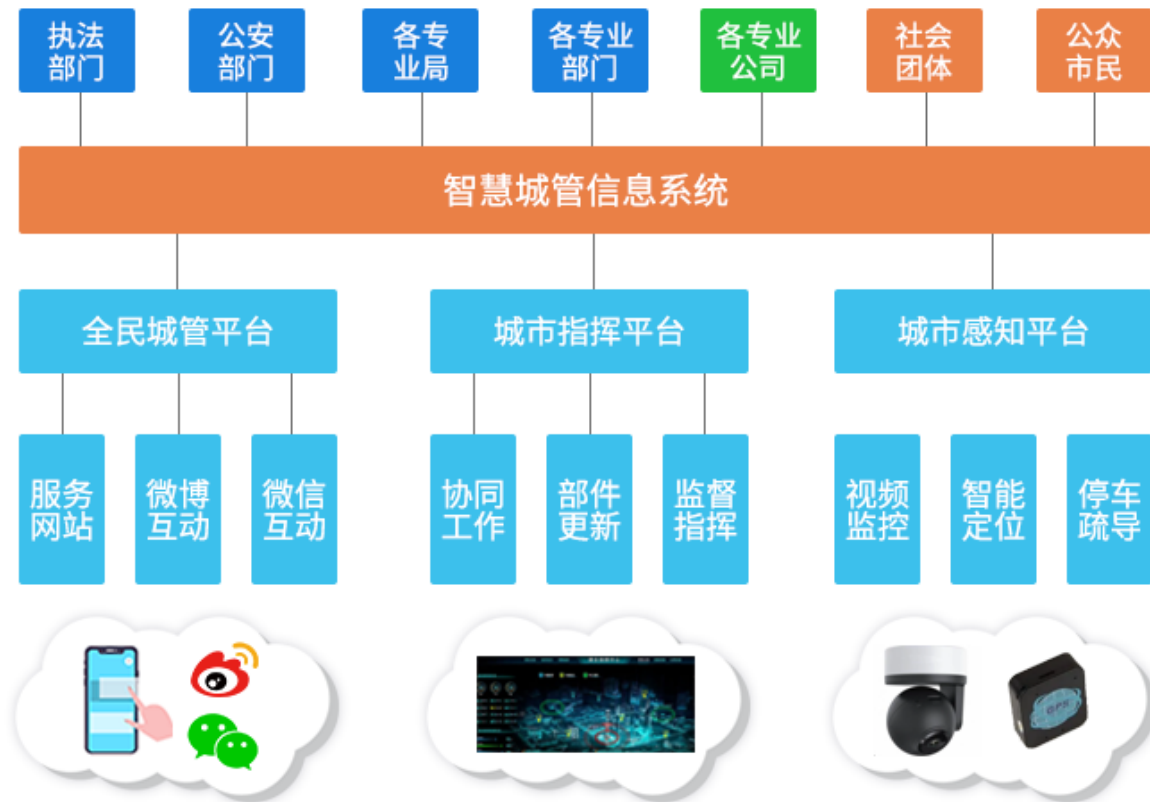 执法
部门
公安
部门
各专
业局
各专业
部门
各专业
公司
社会
团体
公众
市民
智慧城管信息系统
全民城管平台
城市指挥平台
城市感知平台
服务
网站
微博
互动
微信
互动
协同
工作
部件
更新
监督
指挥
视频
监控
智能
定位
停车
疏导
GPS